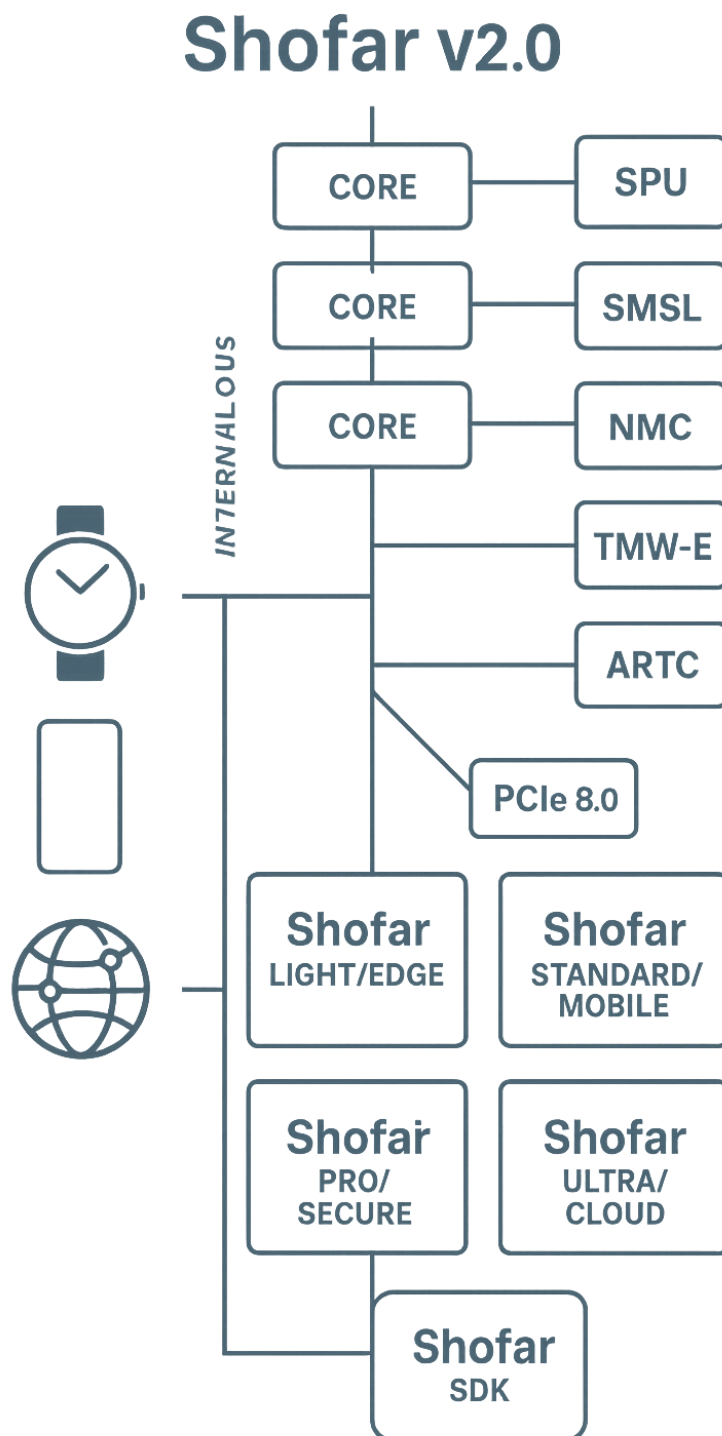 Shofar v2.0
CORE
SPU
CORE
SMSL
INTERNALOUS
CORE
NMC
TMW-E
ARTC
PCIe 8.0
Shofar
LIGHT/EDGE
Shofar
STANDARD/
MOBILE
Shofar
PRO/
SECURE
Shofar
ULTRA/
CLOUD
Shofar
SDK